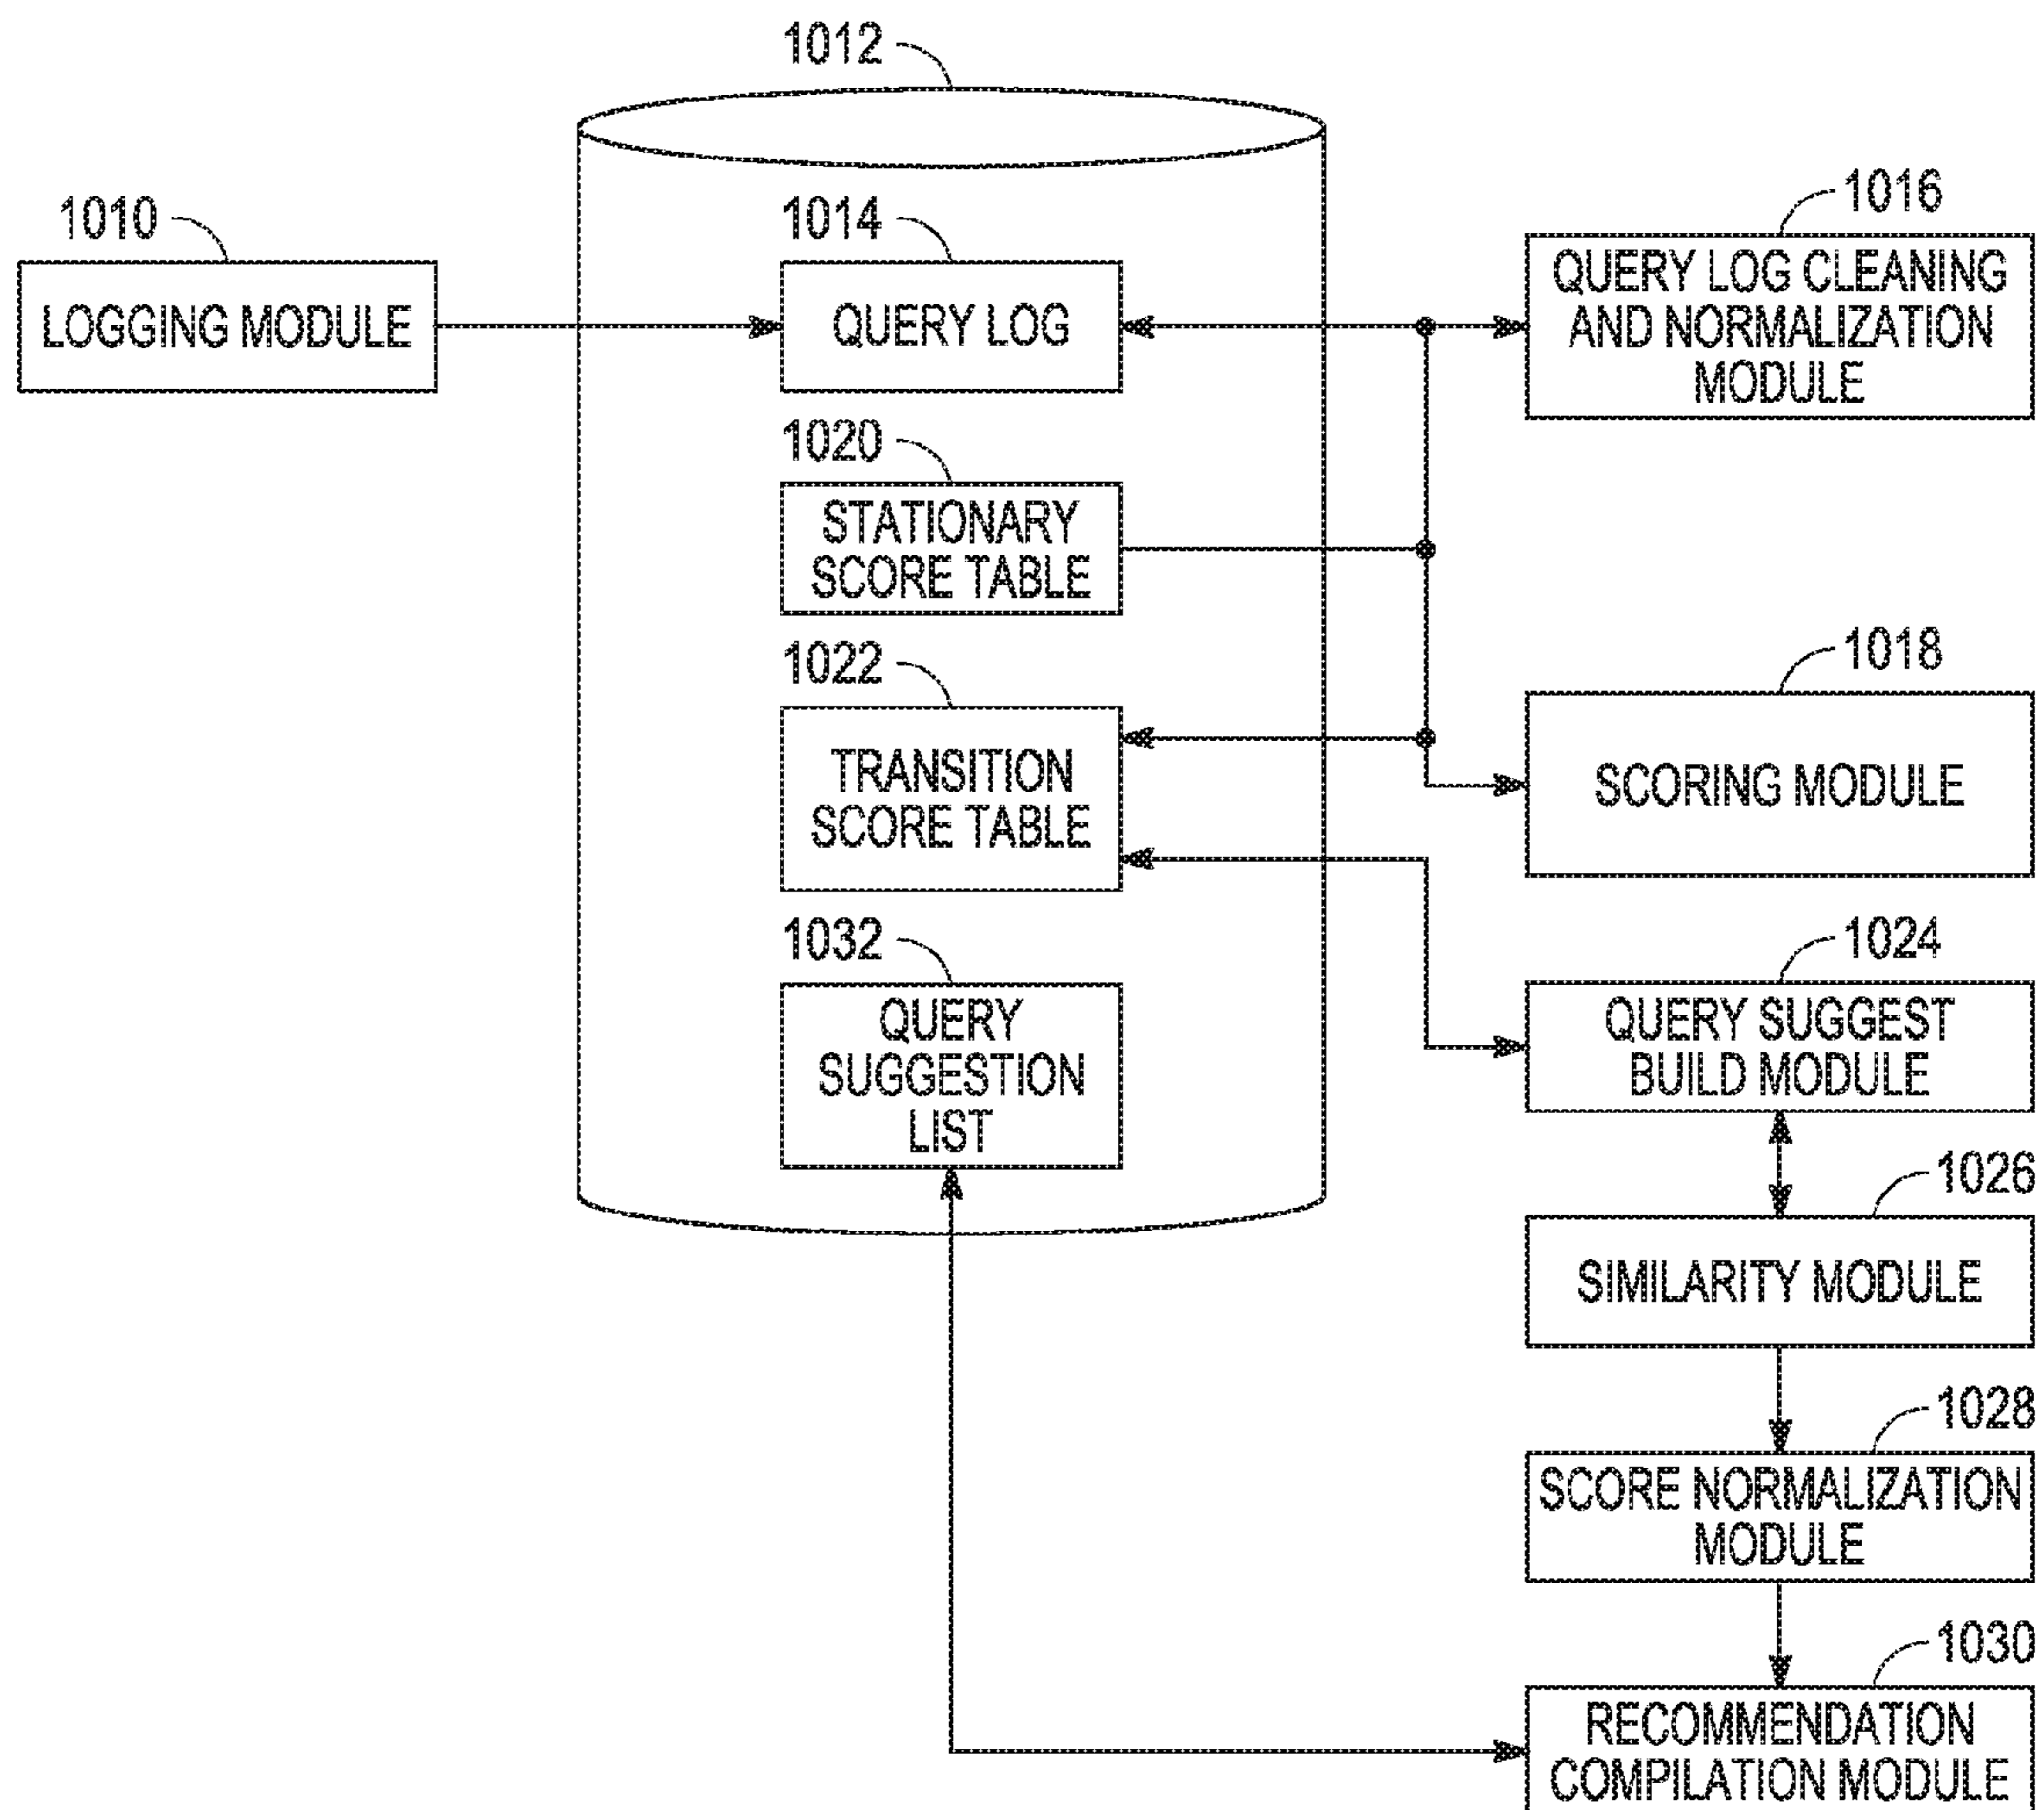 1012
1010
LOGGING MODULE
1014
QUERY LOG
1016
QUERY LOG CLEANING
AND NORMALIZATION
MODULE
1020
STATIONARY
SCORE TABLE
1022
TRANSITION
SCORE TABLE
1018
SCORING MODULE
1032
QUERY
SUGGESTION
LIST
1024
QUERY SUGGEST
BUILD MODULE
1026
SIMILARITY MODULE
1028
SCORE NORMALIZATION
MODULE
1030
RECOMMENDATION
COMPILATION MODULE